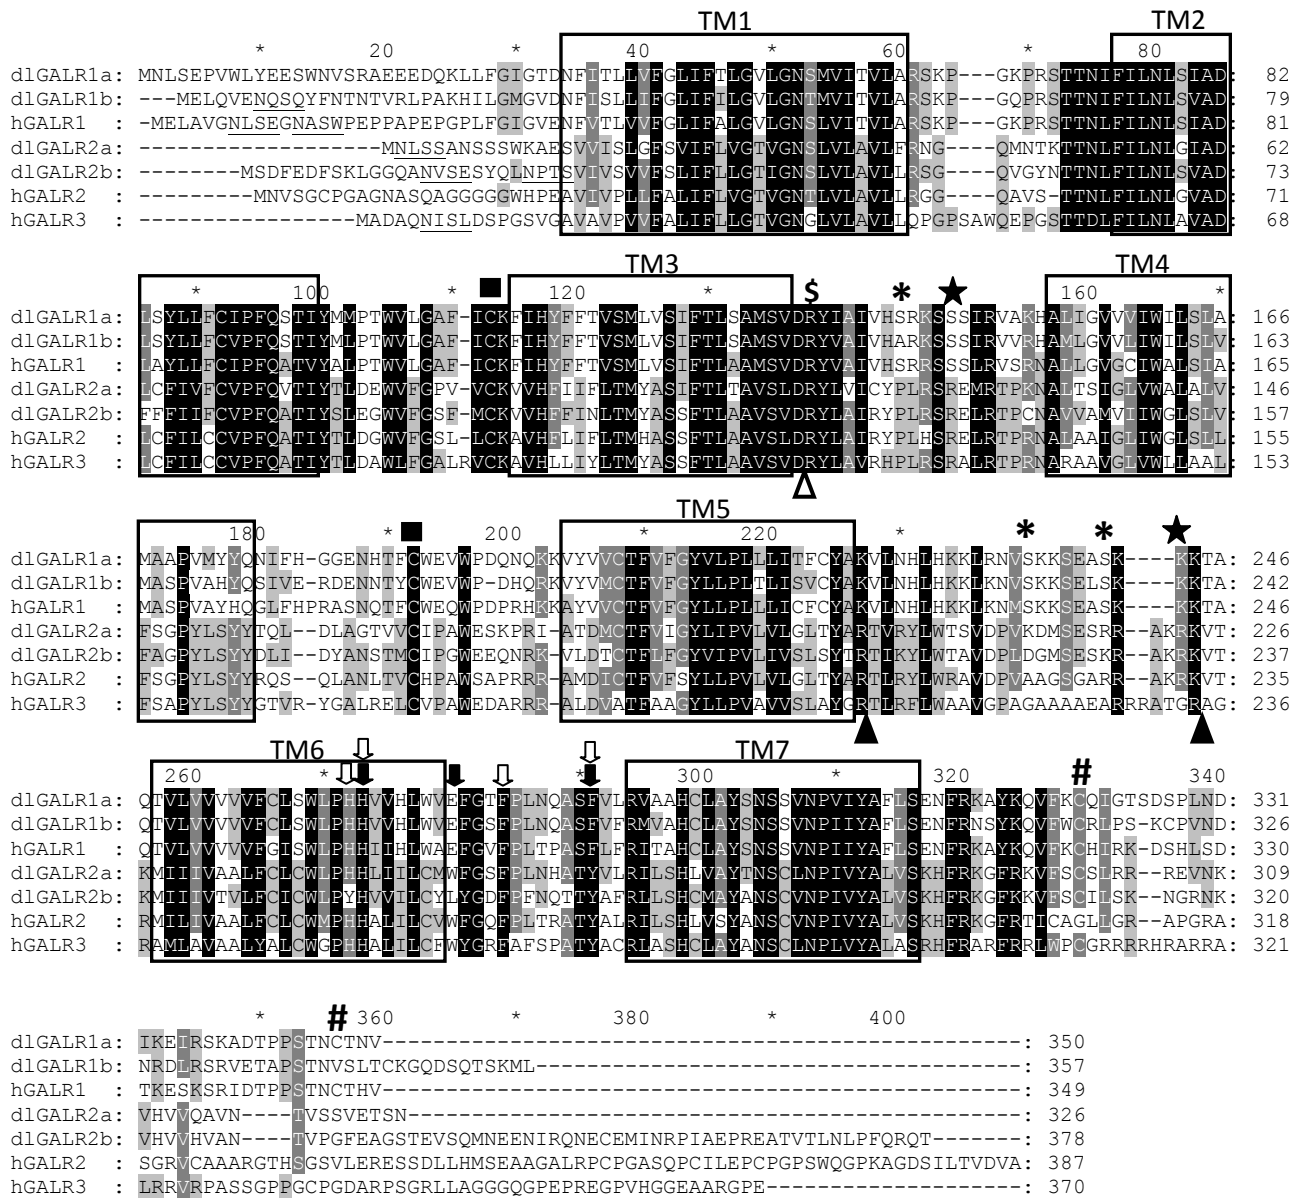 TM1 TM2
* 20 * 40 * 60 * 80
dlGALR1a: MNLSEPVWLYEESWNVSRAEEEDQKLLFGIGTDNFITLLVFGLIFTLGVLGNSMVITVLARSKP---GKPRSTTNIFILNLSIAD: 82
dlGALR1b: ---MELQVENQSQYFNTNTVRLPAKHILGMGVDNFISLLIFGLIFILGVLGNTMVITVLARSKP---GQPRSTTNIFILNLSVAD: 79
hGALR1 : -MELAVGNLSEGNASWPEPPAPEPGPLFGIGVENFVTLVVFGLIFALGVLGNSLVITVLARSKP---GKPRSTTNLFILNLSIAD: 81
dlGALR2a: -------------------MNLSSANSSSWKAESVVISLGFSVIFLVGTVGNSLVLAVLFRNG---QMNTKTTNLFILNLGIAD: 62
dlGALR2b: --------MSDFEDFSKLGGQANVSESYQLNPTSVIVSVVFSLIFLLGTIGNSLVLAVLLRSG---QVGYNTTNLFILNLSIAD: 73
hGALR2 : ---------MNVSGCPGAGNASQAGGGGGWHPEAVIVPLLFALIFLVGTVGNTLVLAVLLRGG---QAVS-TTNLFILNLGVAD: 71
hGALR3 : -----------------MADAQNISLDSPGSVGAVAVPVVFALIFLLGTVGNGLVLAVLLQPGPSAWQEPGSTTDLFILNLAVAD: 68
TM3 TM4
* 100 * ■ 120 * $ * ★ 160 *
dlGALR1a: LSYLLFCIPFQSTIYMMPTWVLGAF-ICKFIHYFFTVSMLVSIFTLSAMSVDRYIAIVHSRKSSSIRVAKHALIGVVVIWILSLA: 166
dlGALR1b: LSYLLFCVPFQSTIYMLPTWVLGAF-ICKFIHYFFTVSMLVSIFTLSAMSVDRYVAIVHARKSSSIRVVRHAMLGVVLIWILSLV: 163
hGALR1 : LAYLLFCIPFQATVYALPTWVLGAF-ICKFIHYFFTVSMLVSIFTLAAMSVDRYVAIVHSRRSSSLRVSRNALLGVGCIWALSIA: 165
dlGALR2a: LCFIVFCVPFQVTIYTLDEWVFGPV-VCKVVHFIIFLTMYASIFTLTAVSLDRYLVICYPLRSREMRTPKNALTSIGLVWALALV: 146
dlGALR2b: FFFIIFCVPFQATIYSLEGWVFGSF-MCKVVHFFINLTMYASSFTLAAVSVDRYLAIRYPLRSRELRTPCNAVVAMVIIWGLSLV: 157
hGALR2 : LCFILCCVPFQATIYTLDGWVFGSL-LCKAVHFLIFLTMHASSFTLAAVSLDRYLAIRYPLHSRELRTPRNALAAIGLIWGLSLL: 155
hGALR3 : LCFILCCVPFQATIYTLDAWLFGALRVCKAVHLLIYLTMYASSFTLAAVSVDRYLAVRHPLRSRALRTPRNARAAVGLVWLLAAL: 153
TM5
180 * ■ 200 * 220 * * * ★
dlGALR1a: MAAPVMYYQNIFH-GGENHTFCWEVWPDQNQKKVYVVCTFVFGYVLPLLLITFCYAKVLNHLHKKLRNVSKKSEASK----KKTA: 246
dlGALR1b: MASPVAHYQSIVE-RDENNTYCWEVWP-DHQRKVYVMCTFVFGYLLPLTLISVCYAKVLNHLHKKLKNVSKKSELSK----KKTA: 242
hGALR1 : MASPVAYHQGLFHPRASNQTFCWEQWPDPRHKKAYVVCTFVFGYLLPLLLICFCYAKVLNHLHKKLKNMSKKSEASK----KKTA: 246
dlGALR2a: FSGPYLSYYTQL--DLAGTVVCIPAWESKPRI-ATDMCTFVIGYLIPVLVLGLTYARTVRYLWTSVDPVKDMSESRR--AKRKVT: 226
dlGALR2b: FAGPYLSYYDLI--DYANSTMCIPGWEEQNRK-VLDTCTFLFGYVIPVLIVSLSYTRTIKYLWTAVDPLDGMSESKR--AKRKVT: 237
hGALR2 : FSGPYLSYYRQS--QLANLTVCHPAWSAPRRR-AMDICTFVFSYLLPVLVLGLTYARTLRYLWRAVDPVAAGSGARR--AKRKVT: 235
hGALR3 : FSAPYLSYYGTVR-YGALRELCVPAWEDARRR-ALDVATFAAGYLLPVAVVSLAYGRTLRFLWAAVGPAGAAAAEARRRATGRAG: 236
TM6 TM7
260 * * 300 * 320 # 340
dlGALR1a: QTVLVVVVVFCLSWLPHHVVHLWVEFGTFPLNQASFVLRVAAHCLAYSNSSVNPVIYAFLSENFRKAYKQVFKCQIGTSDSPLND: 331
dlGALR1b: QTVLVVVVVFCLSWLPHHVVHLWVEFGSFPLNQASFVFRMVAHCLAYSNSSVNPIIYAFLSENFRNSYKQVFWCRLPS-KCPVND: 326
hGALR1 : QTVLVVVVVFGISWLPHHIIHLWAEFGVFPLTPASFLFRITAHCLAYSNSSVNPIIYAFLSENFRKAYKQVFKCHIRK-DSHLSD: 330
dlGALR2a: KMIIIVAALFCLCWLPHHLIILCMWFGSFPLNHATYVLRILSHLVAYTNSCLNPIVYALVSKHFRKGFRKVFSCSLRR--REVNK: 309
dlGALR2b: KMIIIVTVLFCLCWLPYHVVILCYLYGDFPFNQTTYAFRLLSHCMAYANSCVNPIVYALVSKHFRKGFKKVFSCILSK--NGRNK: 320
hGALR2 : RMILIVAALFCLCWMPHHALILCVWFGQFPLTRATYALRILSHLVSYANSCVNPIVYALVSKHFRKGFRTICAGLLGR--APGRA: 318
hGALR3 : RAMLAVAALYALCWGPHHALILCFWYGRFAFSPATYACRLASHCLAYANSCLNPLVYALASRHFRARFRRLWPCGRRRRHRARRA: 321
* # 360 * 380 * 400
dlGALR1a: IKEIRSKADTPPSTNCTNV------------------------------------------------: 350
dlGALR1b: NRDLRSRVETAPSTNVSLTCKGQDSQTSKML------------------------------------: 357
hGALR1 : TKESKSRIDTPPSTNCTHV------------------------------------------------: 349
dlGALR2a: VHVVQAVN----TVSSVETSN----------------------------------------------: 326
dlGALR2b: VHVVHVAN----TVPGFEAGSTEVSQMNEENIRQNECEMINRPIAEPREATVTLNLPFQRQT-------: 378
hGALR2 : SGRVCAAARGTHSGSVLERESSDLLHMSEAAGALRPCPGASQPCILEPCPGPSWQGPKAGDSILTVDVA: 387
hGALR3 : LRRVRPASSGPPGCPGDARPSGRLLAGGGQGPEPREGPVHGGEAARGPE--------------------: 370